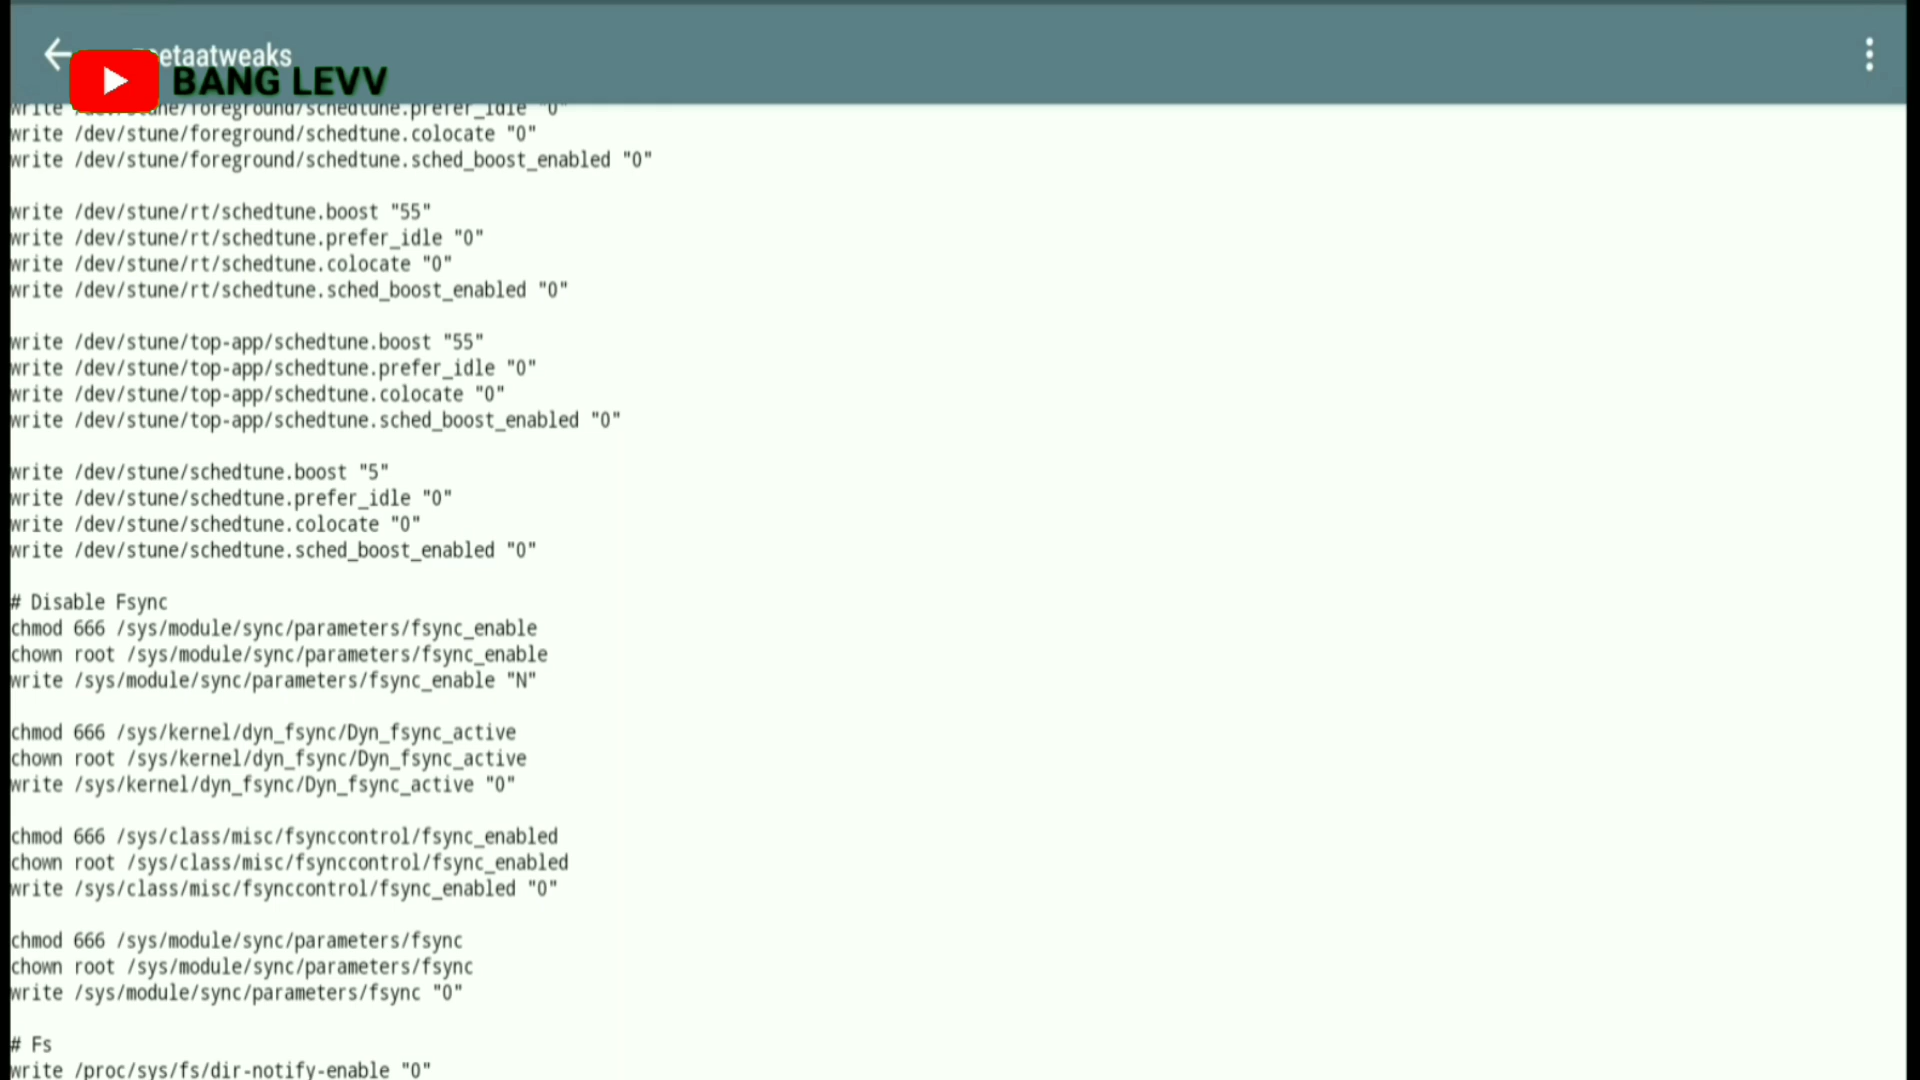 etaatweaks
BANG LEVV
write /dev/stune/foreground/schedtune.prefer_idle "0"
write /dev/stune/foreground/schedtune.colocate "0"
write /dev/stune/foreground/schedtune.sched_boost_enabled "0"
write /dev/stune/rt/schedtune.boost "55"
write /dev/stune/rt/schedtune.prefer_idle "0"
write /dev/stune/rt/schedtune.colocate "0"
write /dev/stune/rt/schedtune.sched_boost_enabled "0"
write /dev/stune/top-app/schedtune.boost "55"
write /dev/stune/top-app/schedtune.prefer_idle "0"
write /dev/stune/top-app/schedtune.colocate "0"
write /dev/stune/top-app/schedtune.sched_boost_enabled "0"
write /dev/stune/schedtune.boost "5"
write /dev/stune/schedtune.prefer_idle "0"
write /dev/stune/schedtune.colocate "0"
write /dev/stune/schedtune.sched_boost_enabled "0"
# Disable Fsync
chmod 666 /sys/module/sync/parameters/fsync_enable
chown root /sys/module/sync/parameters/fsync_enable
write /sys/module/sync/parameters/fsync_enable "N"
chmod 666 /sys/kernel/dyn_fsync/Dyn_fsync_active
chown root /sys/kernel/dyn_fsync/Dyn_fsync_active
write /sys/kernel/dyn_fsync/Dyn_fsync_active "0"
chmod 666 /sys/class/misc/fsynccontrol/fsync_enabled
chown root /sys/class/misc/fsynccontrol/fsync_enabled
write /sys/class/misc/fsynccontrol/fsync_enabled "0"
chmod 666 /sys/module/sync/parameters/fsync
chown root /sys/module/sync/parameters/fsync
write /sys/module/sync/parameters/fsync "0"
# Fs
write /proc/sys/fs/dir-notify-enable "0"